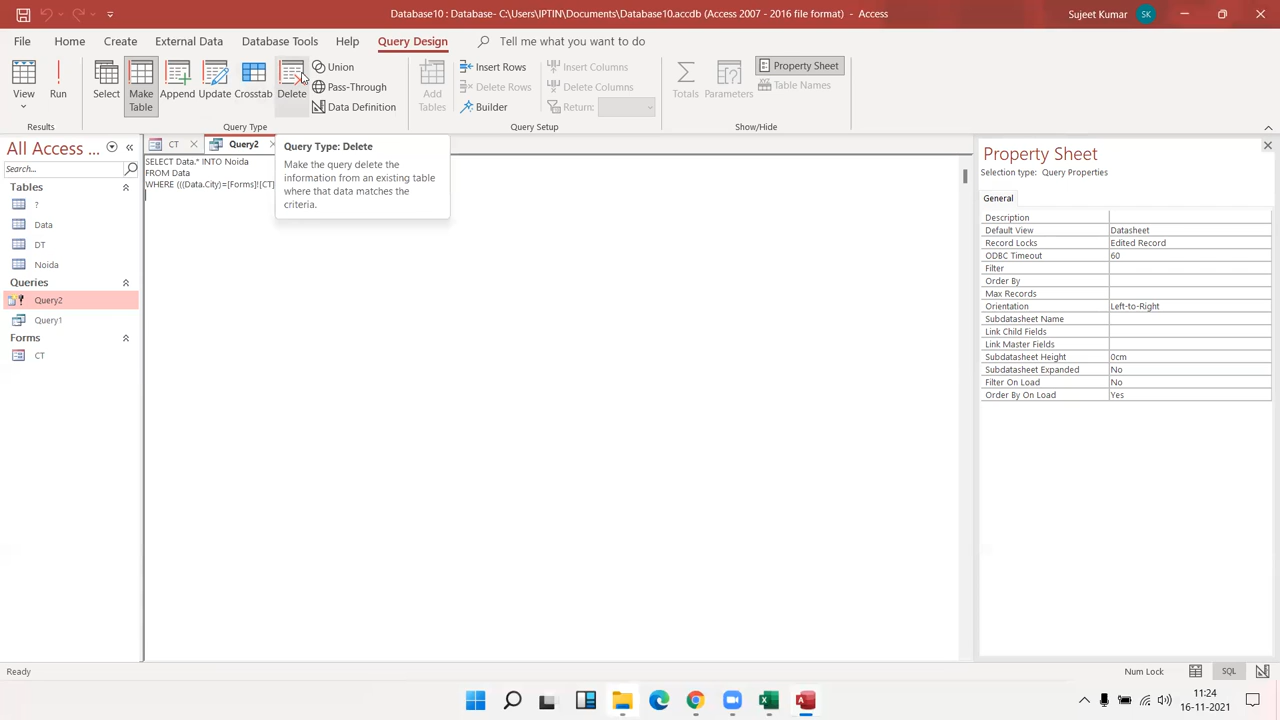 Database10 : Database- C:\Users\IPTIN\Documents\Database10.accdb (Access 2007 - 2016 file format) - Access
Sujeet Kumar
SK
File
Home
Create
External Data
Database Tools
Help
Query Design
Tell me what you want to do
View
Run
Select
Make Table
Append
Update
Crosstab
Delete
Union
Pass-Through
Data Definition
Add Tables
Insert Rows
Delete Rows
Builder
Insert Columns
Delete Columns
Return:
Totals
Parameters
Property Sheet
Table Names
Results
Query Type
Query Setup
Show/Hide
All Access ...
Search...
Tables
?
Data
DT
Noida
Queries
Query2
Query1
Forms
CT
CT
Query2
SELECT Data.* INTO Noida
FROM Data
WHERE (((Data.City)=[Forms]![CT]
Query Type: Delete
Make the query delete the
information from an existing table
where that data matches the
criteria.
Property Sheet
Selection type: Query Properties
General
Description
Default View Datasheet
Record Locks Edited Record
ODBC Timeout 60
Filter
Order By
Max Records
Orientation Left-to-Right
Subdatasheet Name
Link Child Fields
Link Master Fields
Subdatasheet Height 0cm
Subdatasheet Expanded No
Filter On Load No
Order By On Load Yes
Ready
Num Lock
SQL
11:24
16-11-2021